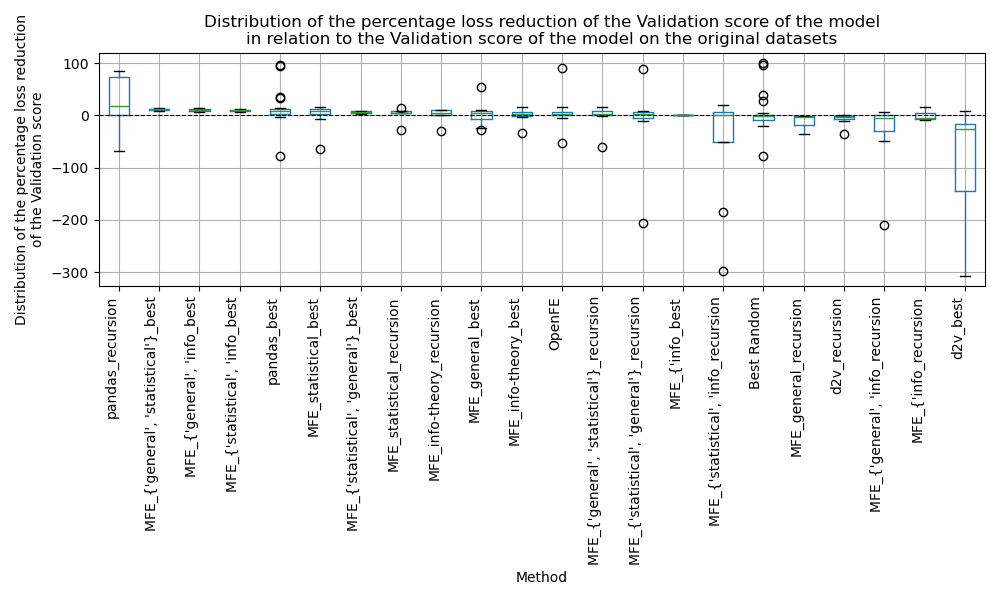 Distribution of the percentage loss reduction of the Validation score of the model
in relation to the Validation score of the model on the original datasets
Distribution of the percentage loss reduction
of the Validation score
100
0
−100
−200
−300
pandas_recursion
MFE_{'general', 'statistical'}_best
MFE_{'general', 'info_best
MFE_{'statistical', 'info_best
pandas_best
MFE_statistical_best
MFE_{'statistical', 'general'}_best
MFE_statistical_recursion
MFE_info-theory_recursion
MFE_general_best
MFE_info-theory_best
OpenFE
MFE_{'general', 'statistical'}_recursion
MFE_{'statistical', 'general'}_recursion
MFE_{'info_best
MFE_{'statistical', 'info_recursion
Best Random
MFE_general_recursion
d2v_recursion
MFE_{'general', 'info_recursion
MFE_{'info_recursion
d2v_best
Method